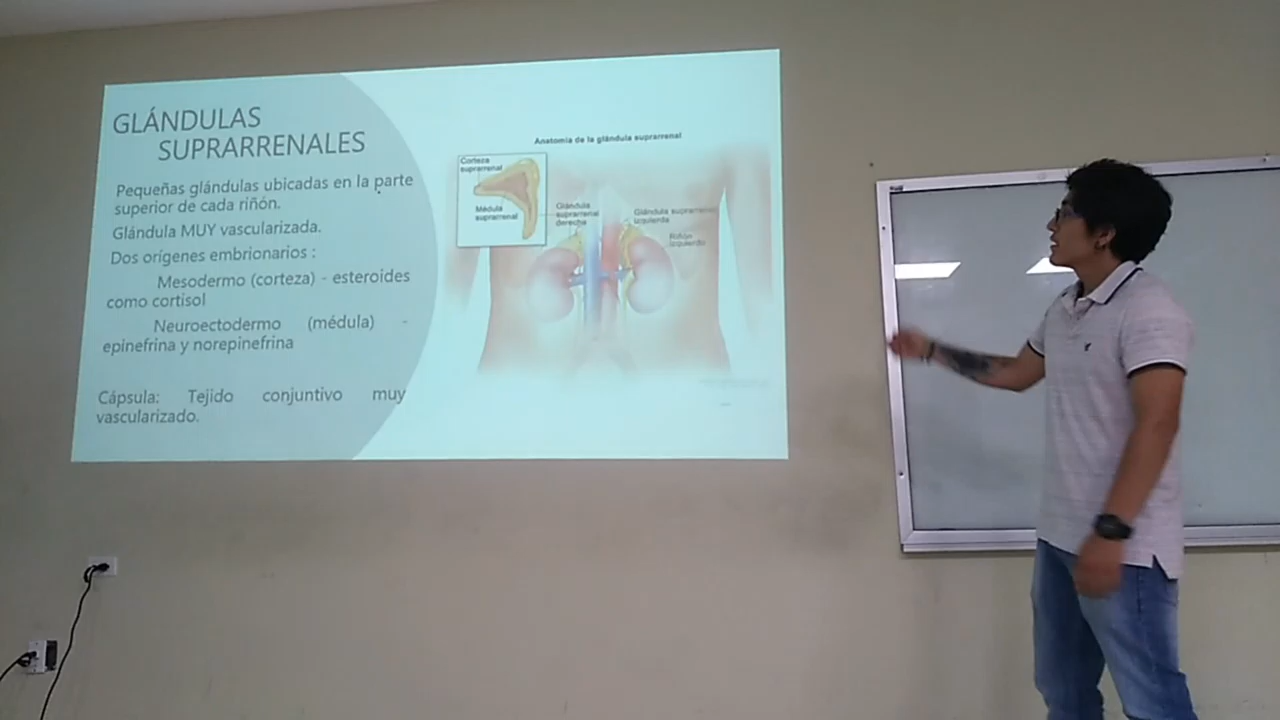 GLÁNDULAS
SUPRARRENALES
Pequeñas glándulas ubicadas en la parte
superior de cada riñón.
Glándula MUY vascularizada.
Dos orígenes embrionarios :
Mesodermo (corteza) - esteroides
como cortisol
Neuroectodermo (médula) -
epinefrina y norepinefrina
Cápsula: Tejido conjuntivo muy
vascularizado.
Anatomía de la glándula suprarrenal
Corteza
suprarrenal
Médula
suprarrenal
Glándula
suprarrenal
derecha
Glándula suprarrenal
izquierda
Riñón
izquierdo